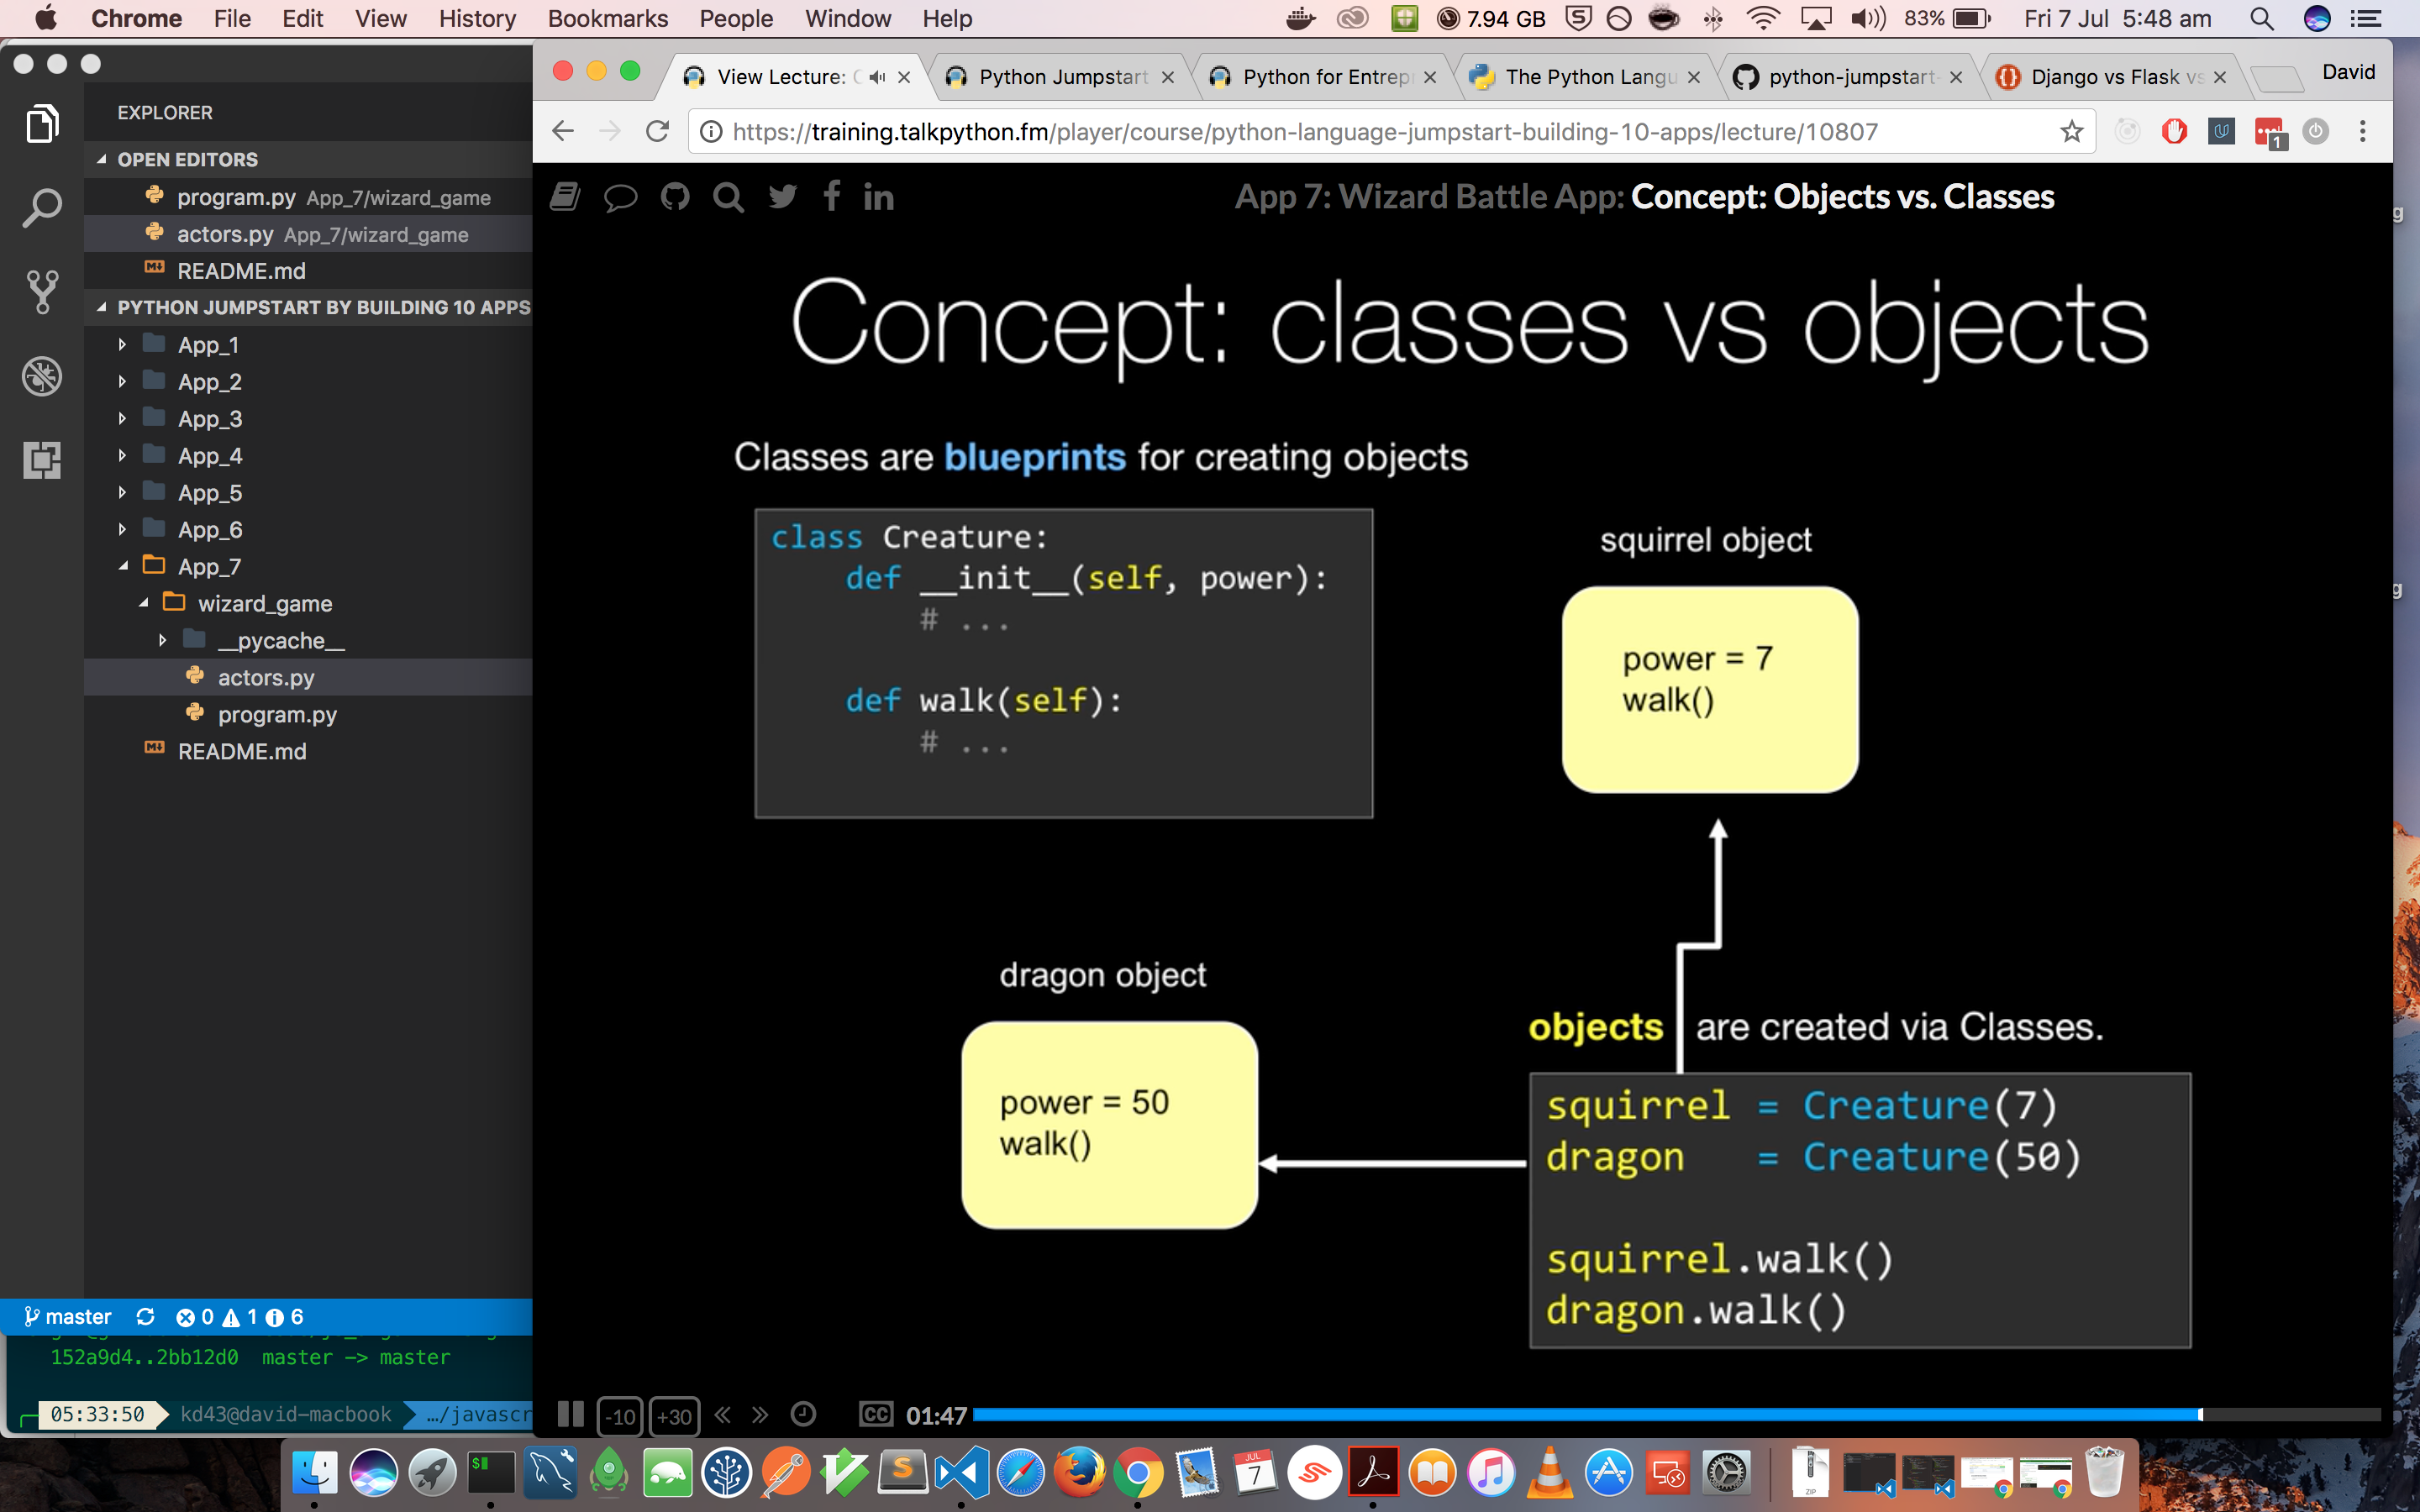 Chrome File Edit View History Bookmarks People Window Help 7.94 GB 83% Fri 7 Jul 5:48 am
EXPLORER
OPEN EDITORS
program.py App_7/wizard_game
actors.py App_7/wizard_game
README.md
PYTHON JUMPSTART BY BUILDING 10 APPS
App_1
App_2
App_3
App_4
App_5
App_6
App_7
wizard_game
__pycache__
actors.py
program.py
README.md
master 0 1 6
152a9d4..2bb12d0 master -> master
05:33:50 kd43@david-macbook …/javascr
View Lecture: Python Jumpstart Python for Entrep The Python Langu python-jumpstart- Django vs Flask vs David
https://training.talkpython.fm/player/course/python-language-jumpstart-building-10-apps/lecture/10807
1
App 7: Wizard Battle App: Concept: Objects vs. Classes
Concept: classes vs objects
Classes are blueprints for creating objects
class Creature:
def __init__(self, power):
# ...
def walk(self):
# ...
squirrel object
power = 7
walk()
dragon object
power = 50
walk()
objects are created via Classes.
squirrel = Creature(7)
dragon = Creature(50)
squirrel.walk()
dragon.walk()
-10 +30 CC 01:47
JUL
7
ZIP